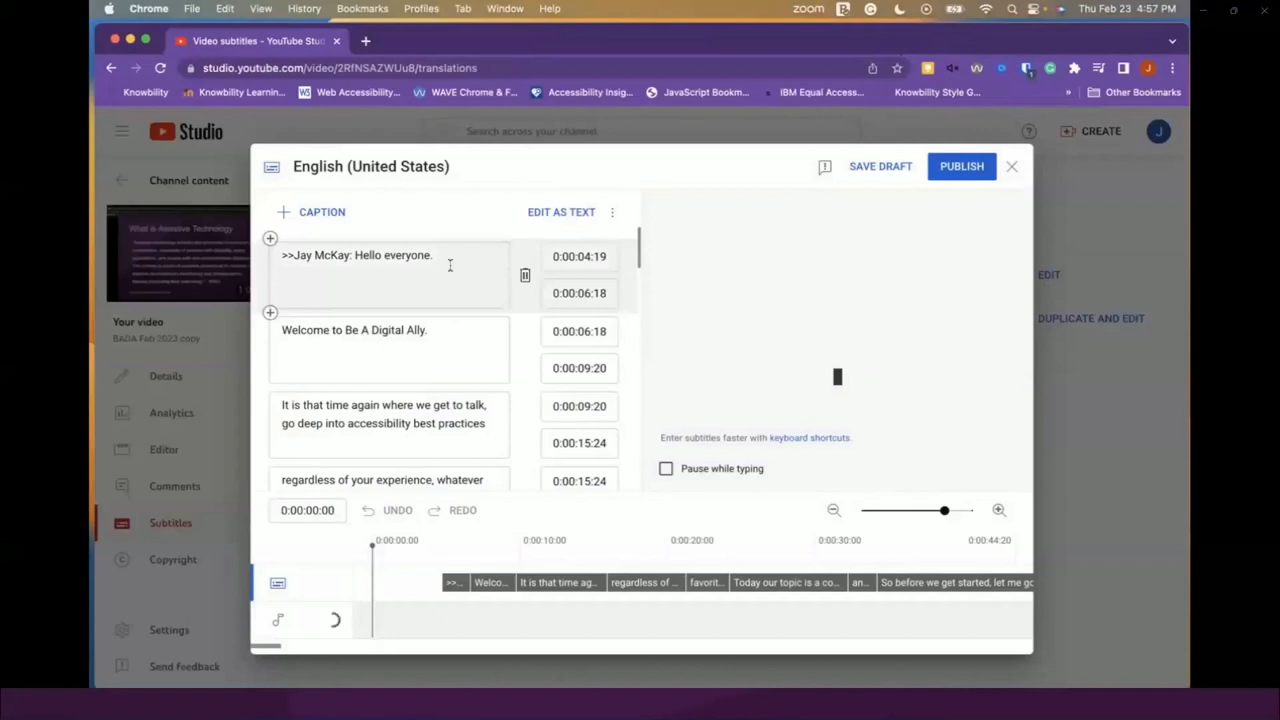 Chrome File Edit View History Bookmarks Profiles Tab Window Help zoom Thu Feb 23 4:57 PM
Video subtitles - YouTube Stu
studio.youtube.com/video/2RfNSAZWUu8/translations
Knowbility Knowbility Learnin... Web Accessibility... WAVE Chrome & F... Accessibility Insig... JavaScript Bookm... IBM Equal Access... Knowbility Style G... » Other Bookmarks
Studio Search across your channel CREATE J
Channel content
What is Assistive Technology
Your video
BADA Feb 2023 copy
Details
Analytics
Editor
Comments
Subtitles
Copyright
Settings
Send feedback
English (United States) SAVE DRAFT PUBLISH
CAPTION EDIT AS TEXT
>>Jay McKay: Hello everyone. 0:00:04:19
0:00:06:18
Welcome to Be A Digital Ally. 0:00:06:18
0:00:09:20
It is that time again where we get to talk, 0:00:09:20
go deep into accessibility best practices
0:00:15:24
regardless of your experience, whatever 0:00:15:24
EDIT
DUPLICATE AND EDIT
Enter subtitles faster with keyboard shortcuts.
Pause while typing
0:00:00:00 UNDO REDO
0:00:00:00 0:00:10:00 0:00:20:00 0:00:30:00 0:00:44:20
>>... Welco... It is that time ag... regardless of ... favorit... Today our topic is a co... an... So before we get started, let me go